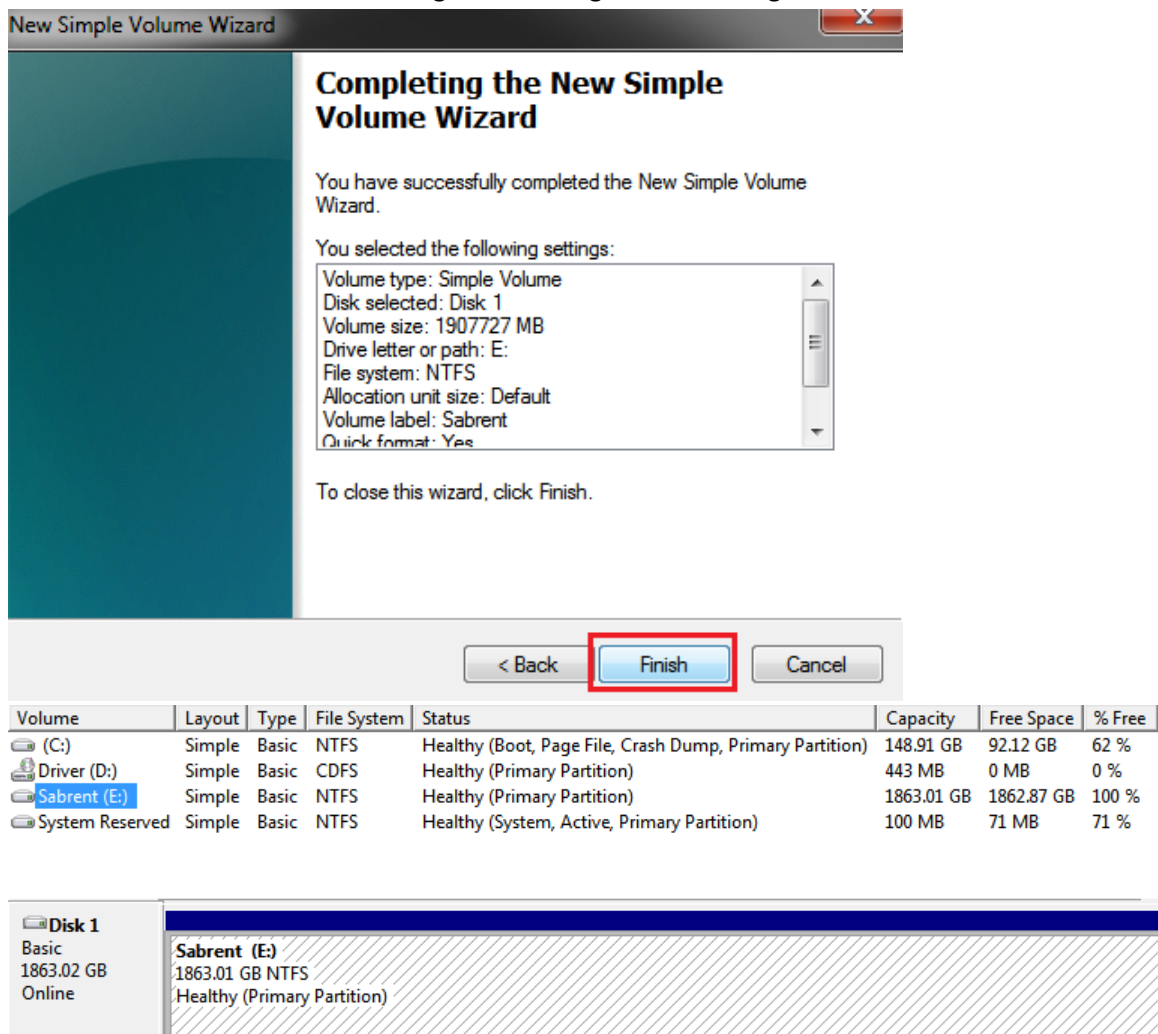 New Simple Volume Wizard
X
Completing the New Simple
Volume Wizard
You have successfully completed the New Simple Volume
Wizard.
You selected the following settings:
Volume type: Simple Volume
Disk selected: Disk 1
Volume size: 1907727 MB
Drive letter or path: E:
File system: NTFS
Allocation unit size: Default
Volume label: Sabrent
Quick format: Yes
To close this wizard, click Finish.
< Back Finish Cancel
Volume Layout Type File System Status Capacity Free Space % Free
(C:) Simple Basic NTFS Healthy (Boot, Page File, Crash Dump, Primary Partition) 148.91 GB 92.12 GB 62 %
Driver (D:) Simple Basic CDFS Healthy (Primary Partition) 443 MB 0 MB 0 %
Sabrent (E:) Simple Basic NTFS Healthy (Primary Partition) 1863.01 GB 1862.87 GB 100 %
System Reserved Simple Basic NTFS Healthy (System, Active, Primary Partition) 100 MB 71 MB 71 %
Disk 1
Basic
1863.02 GB
Online
Sabrent (E:)
1863.01 GB NTFS
Healthy (Primary Partition)